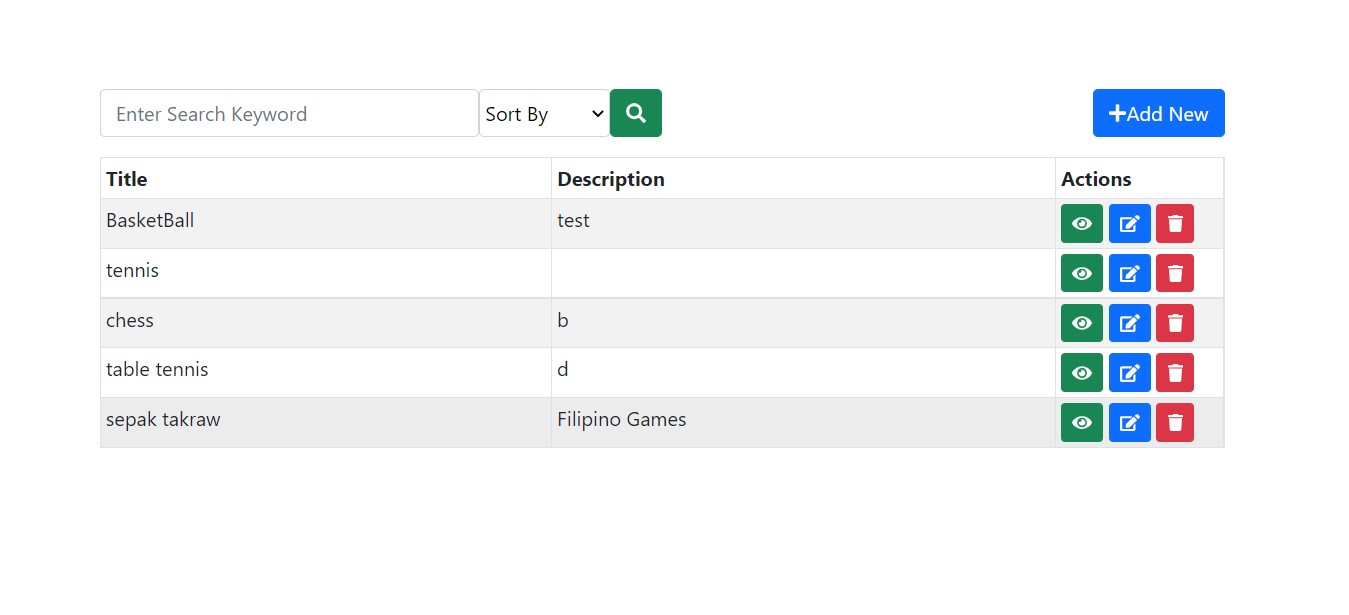 Enter Search Keyword Sort By +Add New
Title Description Actions
BasketBall test
tennis
chess b
table tennis d
sepak takraw Filipino Games